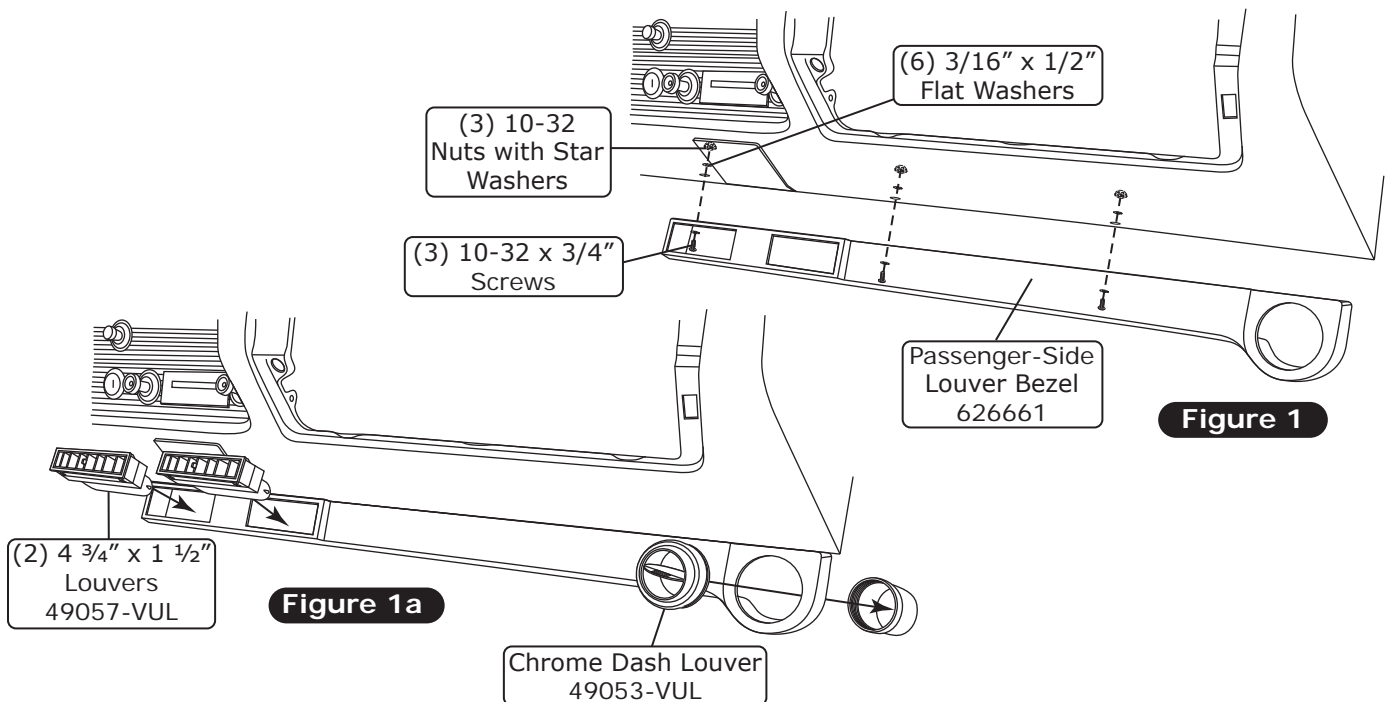 (6) 3/16” x 1/2”
Flat Washers
(3) 10-32
Nuts with Star
Washers
(3) 10-32 x 3/4”
Screws
Passenger-Side
Louver Bezel
626661
Figure 1
(2) 4 ¾” x 1 ½”
Louvers
49057-VUL
Figure 1a
Chrome Dash Louver
49053-VUL